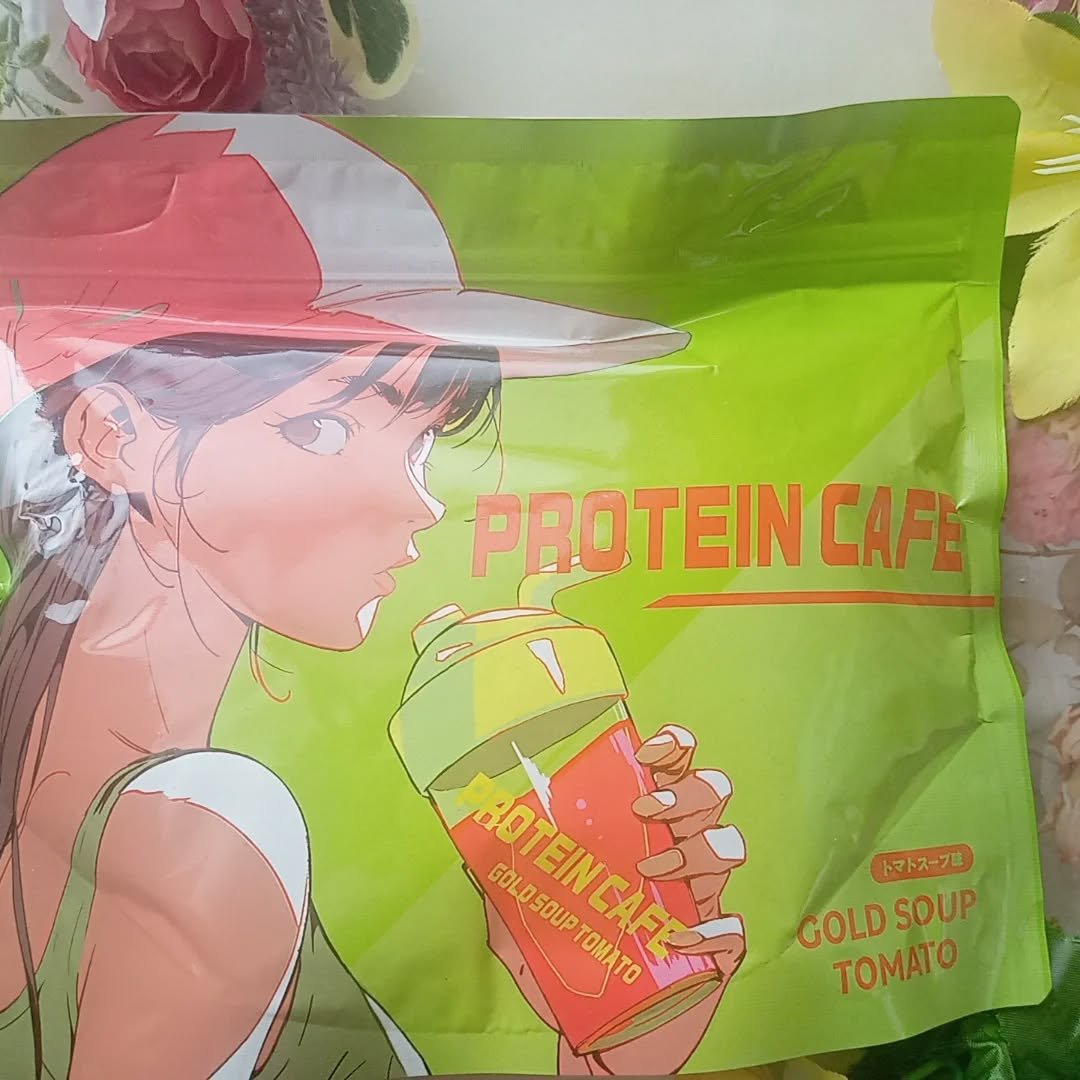 PROTEIN CAFE
PROTEIN CAFE
GOLD SOUP TOMATO
トマトスープ味
GOLD SOUP
TOMATO